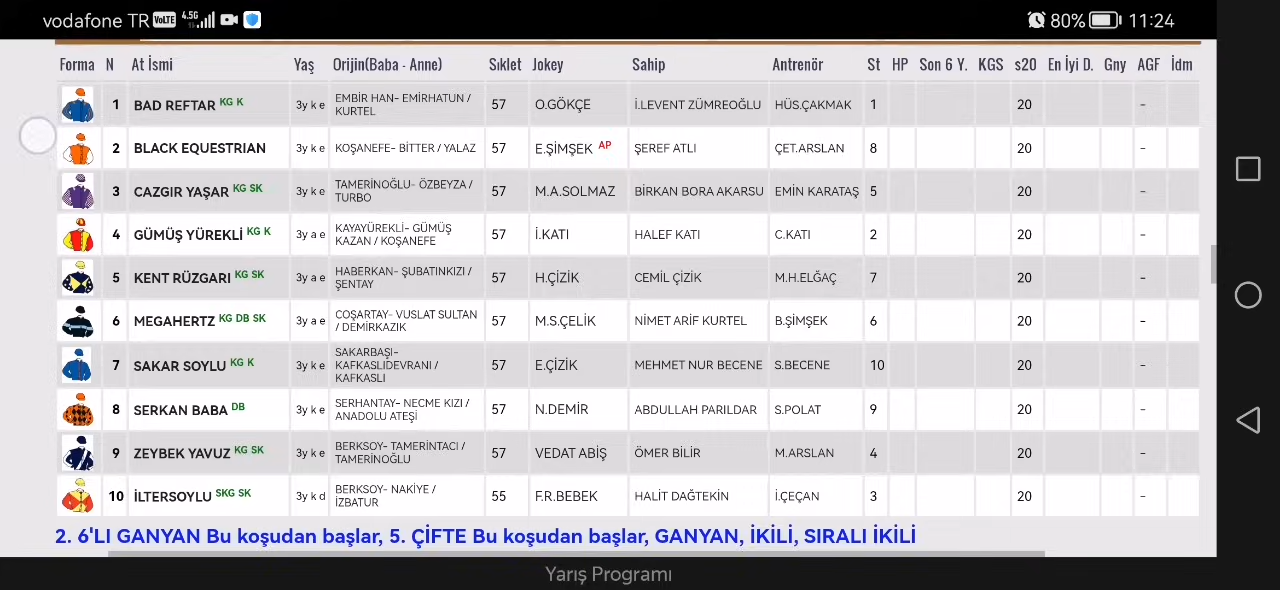 vodafone TR VoLTE 4.5G 80% 11:24
Forma N At İsmi Yaş Orijin(Baba - Anne) Sıklet Jokey Sahip Antrenör St HP Son 6 Y. KGS s20 En İyi D. Gny AGF İdm
1 BAD REFTAR KG K 3y k e EMBİR HAN- EMİRHATUN / KURTEL 57 O.GÖKÇE İ.LEVENT ZÜMREOĞLU HÜS.ÇAKMAK 1 20 -
2 BLACK EQUESTRIAN 3y k e KOŞANEFE- BİTTER / YALAZ 57 E.ŞİMŞEK AP ŞEREF ATLI ÇET.ARSLAN 8 20 -
3 CAZGIR YAŞAR KG SK 3y k e TAMERİNOĞLU- ÖZBEYZA / TURBO 57 M.A.SOLMAZ BİRKAN BORA AKARSU EMİN KARATAŞ 5 20 -
4 GÜMÜŞ YÜREKLİ KG K 3y a e KAYAYÜREKLİ- GÜMÜŞ KAZAN / KOŞANEFE 57 İ.KATI HALEF KATI C.KATI 2 20 -
5 KENT RÜZGARI KG SK 3y a e HABERKAN- ŞUBATINKIZI / ŞENTAY 57 H.ÇİZİK CEMİL ÇİZİK M.H.ELĞAÇ 7 20 -
6 MEGAHERTZ KG DB SK 3y a e COŞARTAY- VUSLAT SULTAN / DEMİRKAZIK 57 M.S.ÇELİK NİMET ARİF KURTEL B.ŞİMŞEK 6 20 -
7 SAKAR SOYLU KG K 3y k e SAKARBAŞI- KAFKASLIDEVRANI / KAFKASLI 57 E.ÇİZİK MEHMET NUR BECENE S.BECENE 10 20 -
8 SERKAN BABA DB 3y k e SERHANTAY- NECME KIZI / ANADOLU ATEŞİ 57 N.DEMİR ABDULLAH PARILDAR S.POLAT 9 20 -
9 ZEYBEK YAVUZ KG SK 3y k e BERKSOY- TAMERİNTACI / TAMERİNOĞLU 57 VEDAT ABİŞ ÖMER BİLİR M.ARSLAN 4 20 -
10 İLTERSOYLU SKG SK 3y k d BERKSOY- NAKİYE / İZBATUR 55 F.R.BEBEK HALİT DAĞTEKİN İ.ÇEÇAN 3 20 -
2. 6'LI GANYAN Bu koşudan başlar, 5. ÇİFTE Bu koşudan başlar, GANYAN, İKİLİ, SIRALI İKİLİ
Yarış Programı